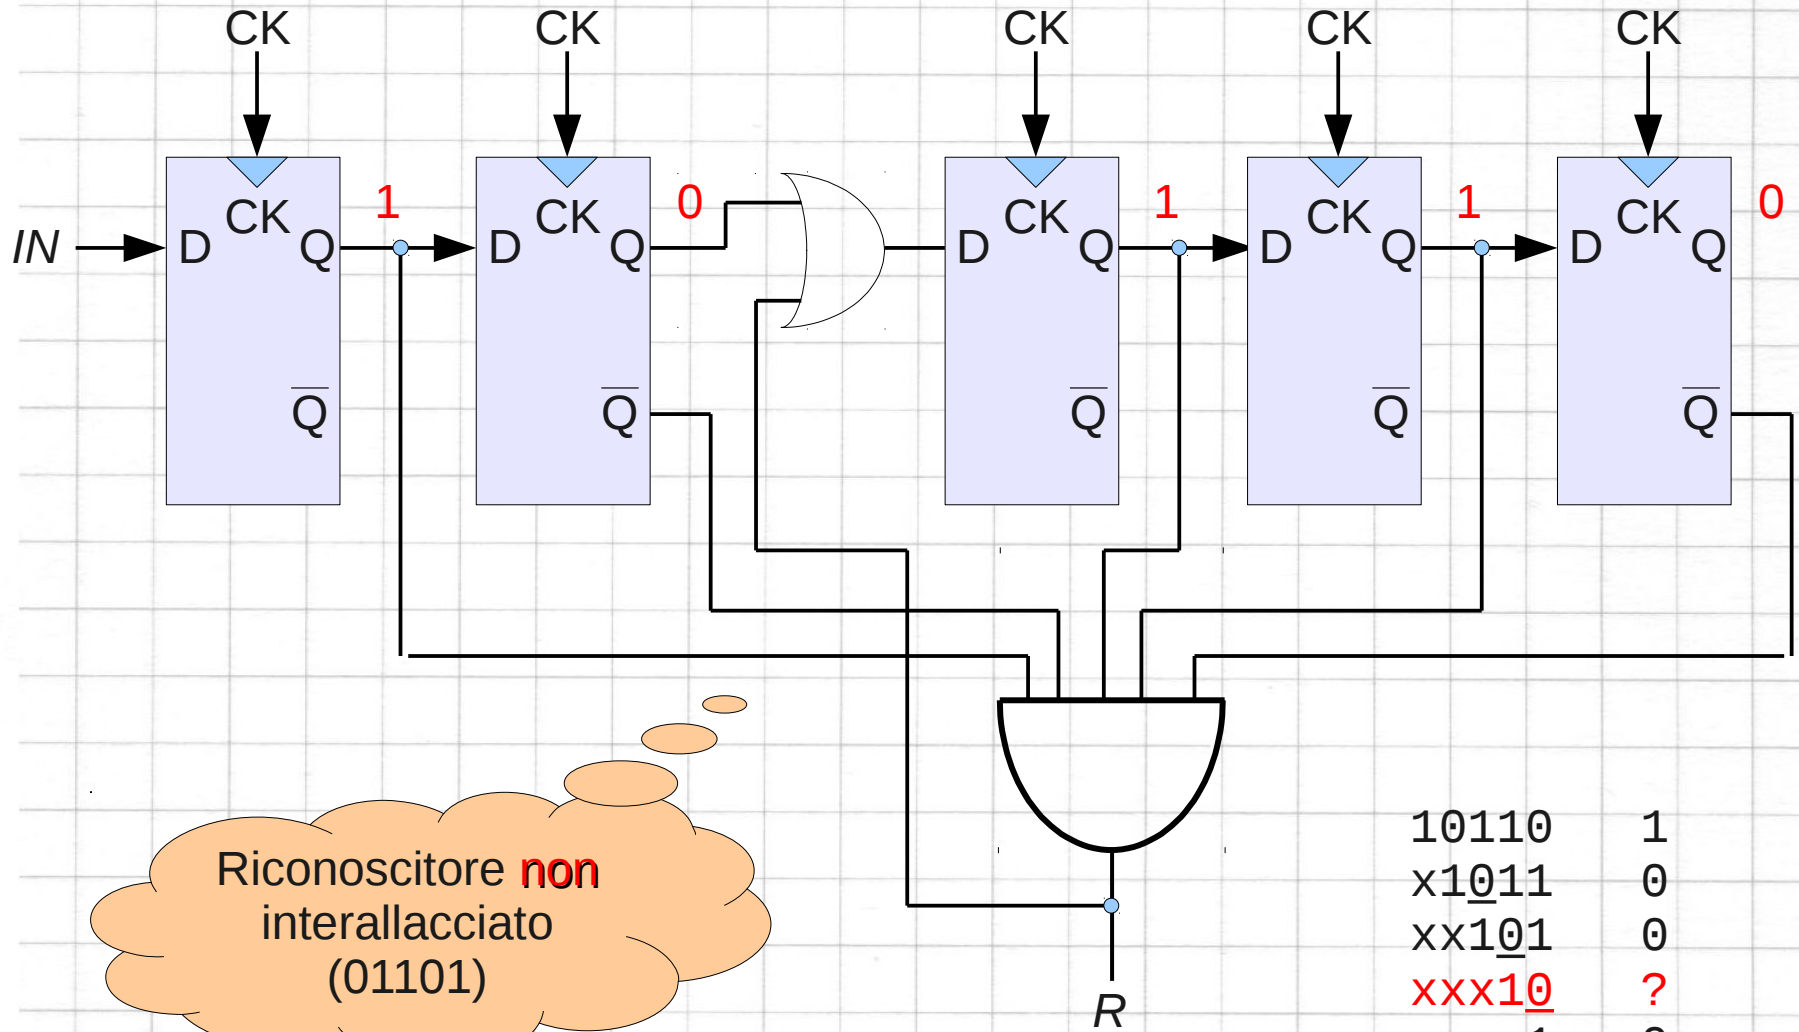 CK CK CK CK CK
1 0 1 1 0
CK CK CK CK CK
IN D Q D Q D Q D Q D Q
Q Q Q Q Q
10110 1
Riconoscitore non
x1011 0
interallacciato
xx101 0
(01101)
xxx10 ?
R